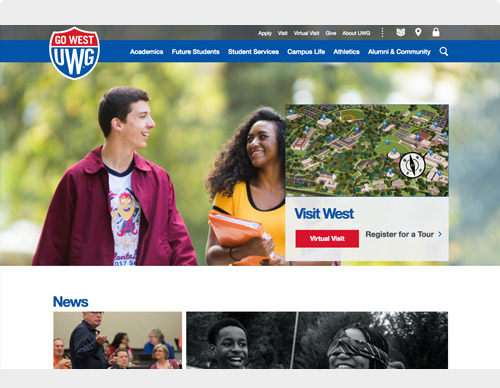 GO WEST
UWG
Apply Visit Virtual Visit Give About UWG
Academics Future Students Student Services Campus Life Athletics Alumni & Community
Visit West
Virtual Visit Register for a Tour >
News